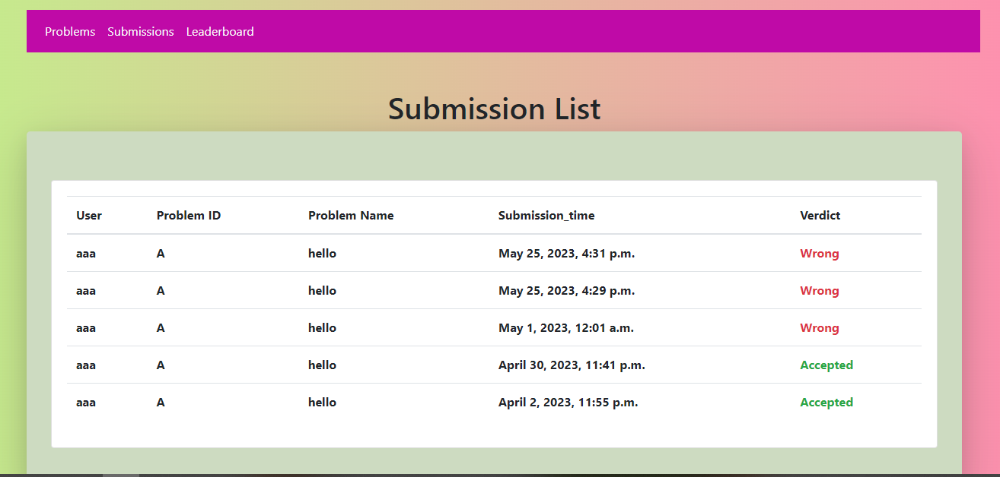 Problems Submissions Leaderboard
Submission List
User Problem ID Problem Name Submission_time Verdict
aaa A hello May 25, 2023, 4:31 p.m. Wrong
aaa A hello May 25, 2023, 4:29 p.m. Wrong
aaa A hello May 1, 2023, 12:01 a.m. Wrong
aaa A hello April 30, 2023, 11:41 p.m. Accepted
aaa A hello April 2, 2023, 11:55 p.m. Accepted